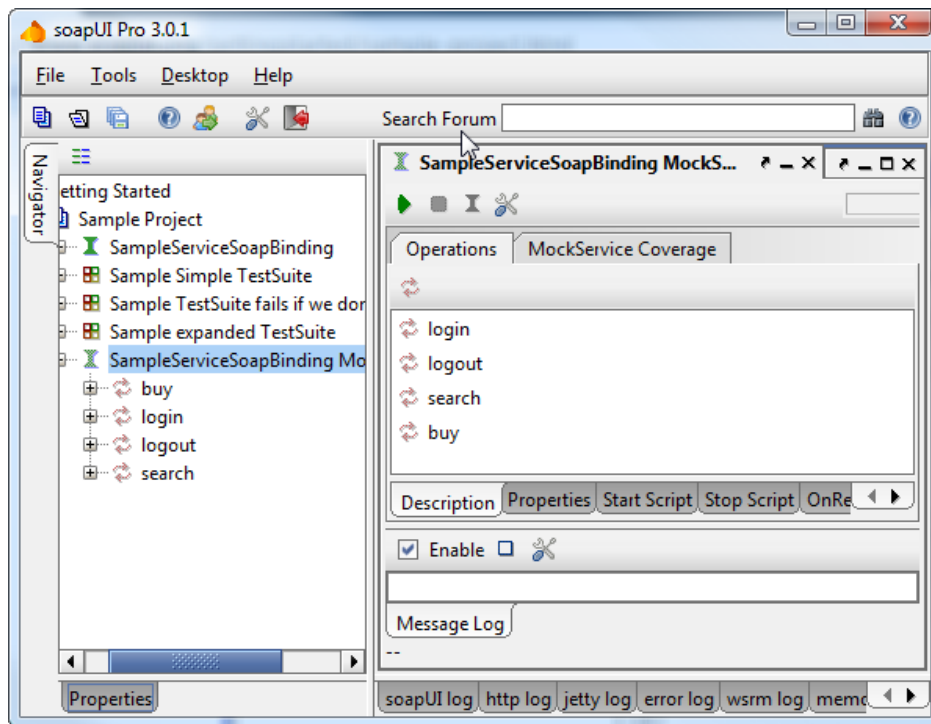 soapUI Pro 3.0.1
File Tools Desktop Help
Search Forum
Navigator
etting Started
Sample Project
SampleServiceSoapBinding
Sample Simple TestSuite
Sample TestSuite fails if we dor
Sample expanded TestSuite
SampleServiceSoapBinding Mo
buy
login
logout
search
Properties
SampleServiceSoapBinding MockS...
Operations MockService Coverage
login
logout
search
buy
Description Properties Start Script Stop Script OnRe
Enable
Message Log
--
soapUI log http log jetty log error log wsrm log memo